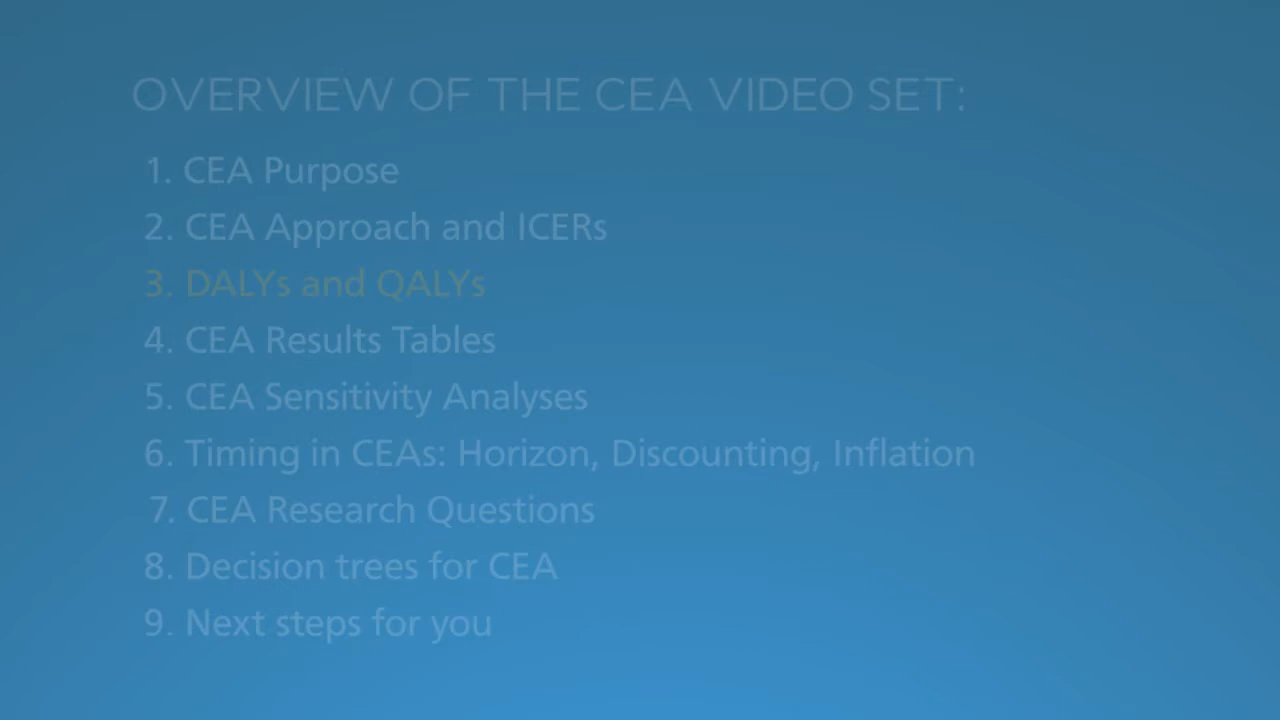 OVERVIEW OF THE CEA VIDEO SET:
1. CEA Purpose
2. CEA Approach and ICERs
3. DALYs and QALYs
4. CEA Results Tables
5. CEA Sensitivity Analyses
6. Timing in CEAs: Horizon, Discounting, Inflation
7. CEA Research Questions
8. Decision trees for CEA
9. Next steps for you